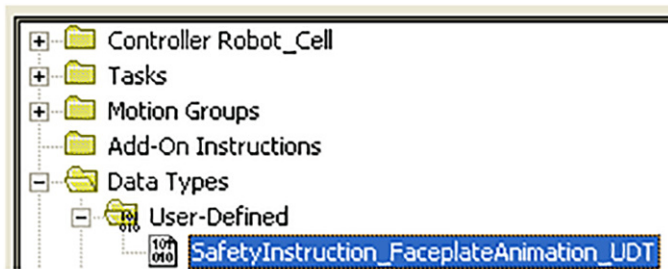 Controller Robot_Cell
Tasks
Motion Groups
Add-On Instructions
Data Types
User-Defined
SafetyInstruction_FaceplateAnimation_UDT